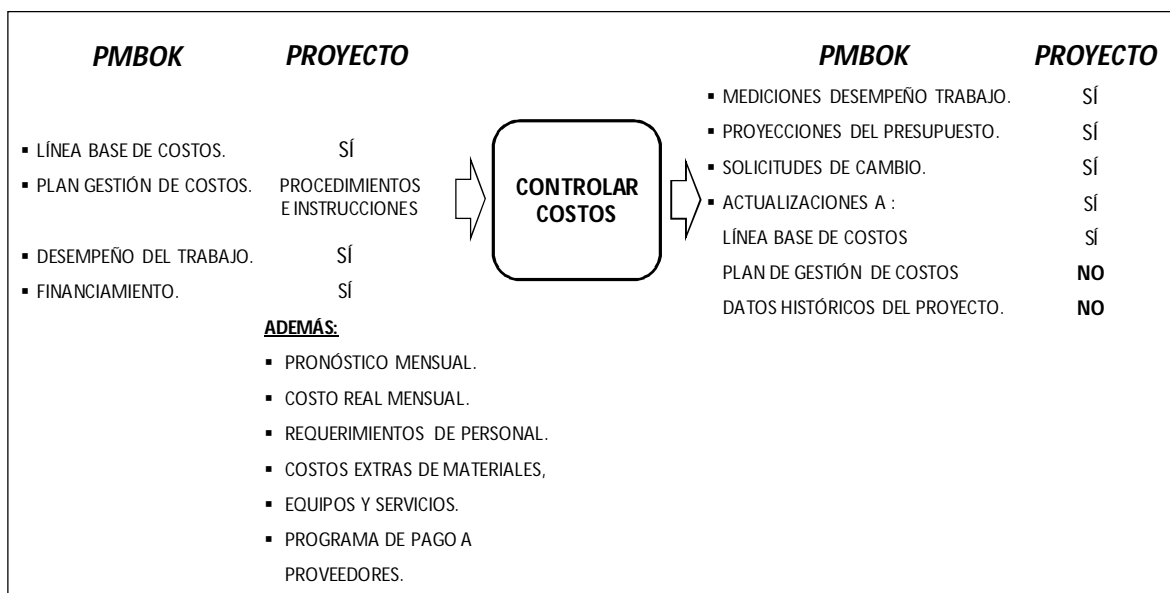 PMBOK PROYECTO
▪ LÍNEA BASE DE COSTOS. SÍ
▪ PLAN GESTIÓN DE COSTOS. PROCEDIMIENTOS
E INSTRUCCIONES
▪ DESEMPEÑO DEL TRABAJO. SÍ
▪ FINANCIAMIENTO. SÍ
ADEMÁS:
▪ PRONÓSTICO MENSUAL.
▪ COSTO REAL MENSUAL.
▪ REQUERIMIENTOS DE PERSONAL.
▪ COSTOS EXTRAS DE MATERIALES,
▪ EQUIPOS Y SERVICIOS.
▪ PROGRAMA DE PAGO A
PROVEEDORES.
CONTROLAR
COSTOS
PMBOK PROYECTO
▪ MEDICIONES DESEMPEÑO TRABAJO. SÍ
▪ PROYECCIONES DEL PRESUPUESTO. SÍ
▪ SOLICITUDES DE CAMBIO. SÍ
▪ ACTUALIZACIONES A : SÍ
LÍNEA BASE DE COSTOS SÍ
PLAN DE GESTIÓN DE COSTOS NO
DATOS HISTÓRICOS DEL PROYECTO. NO